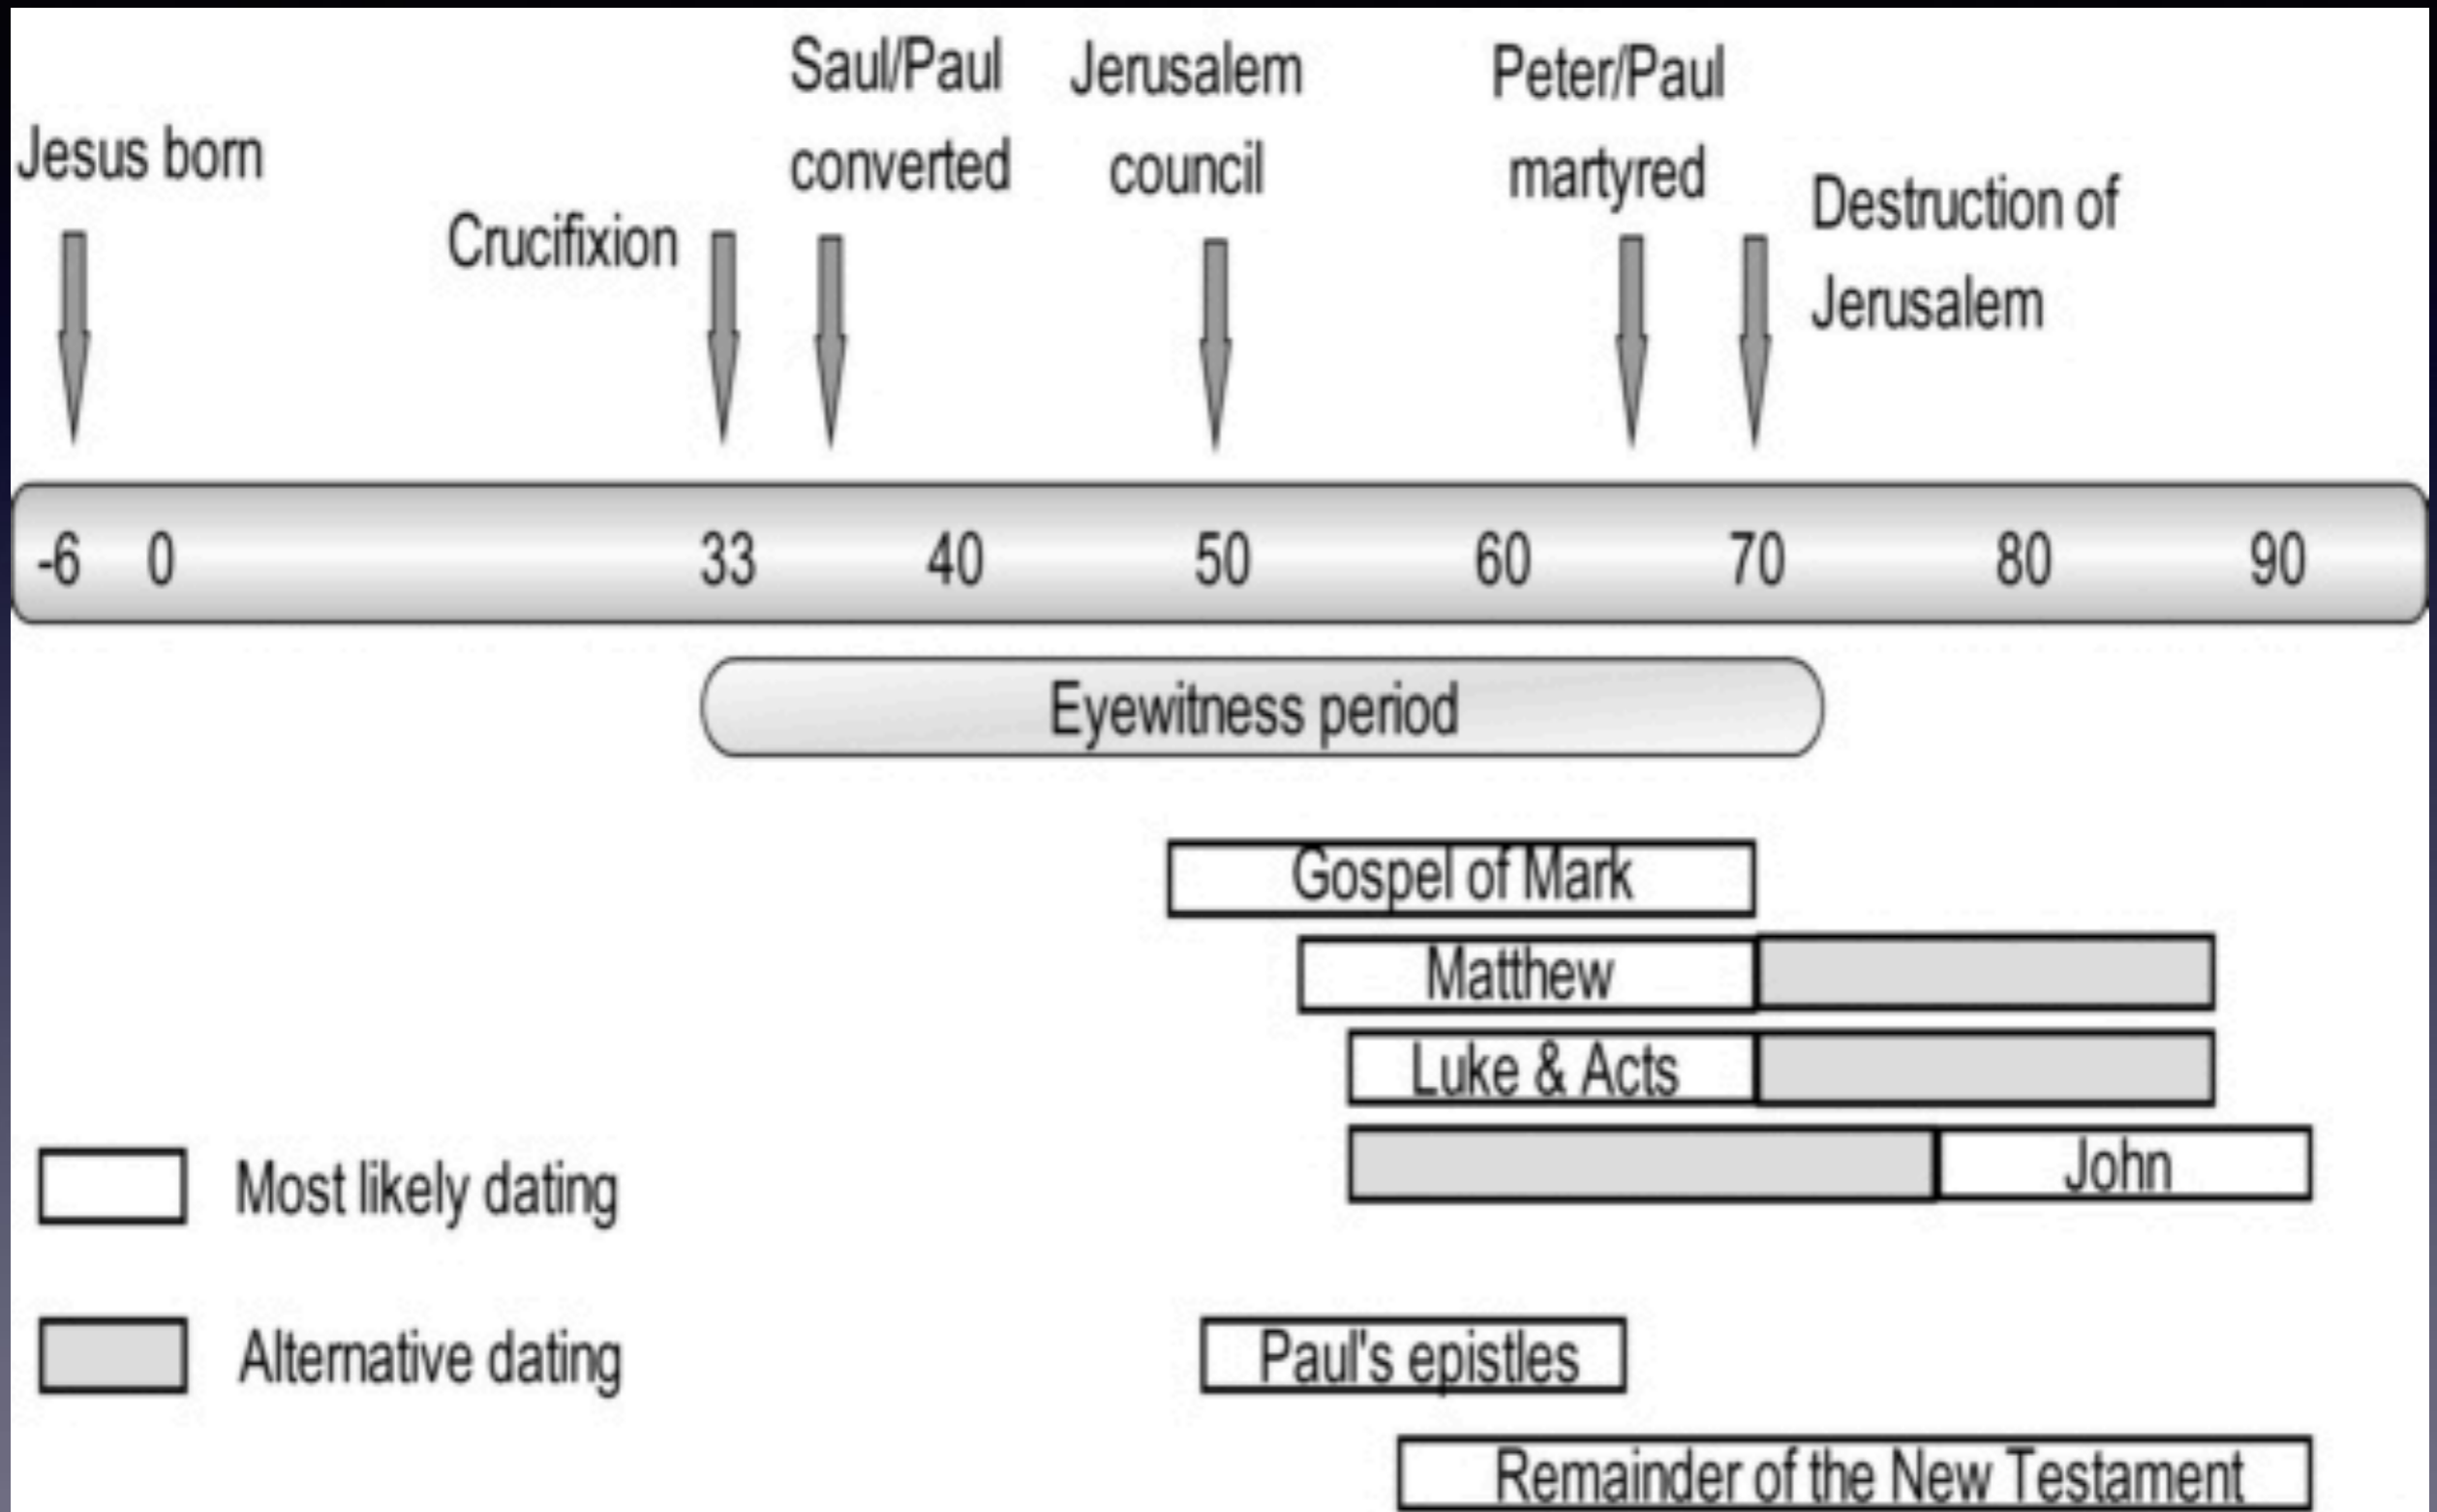 Saul/Paul
converted
Jerusalem
council
Peter/Paul
martyred
Jesus born
Crucifixion
Destruction of
Jerusalem
-6 0 33 40 50 60 70 80 90
Eyewitness period
Gospel of Mark
Matthew
Luke & Acts
John
Most likely dating
Alternative dating
Paul's epistles
Remainder of the New Testament